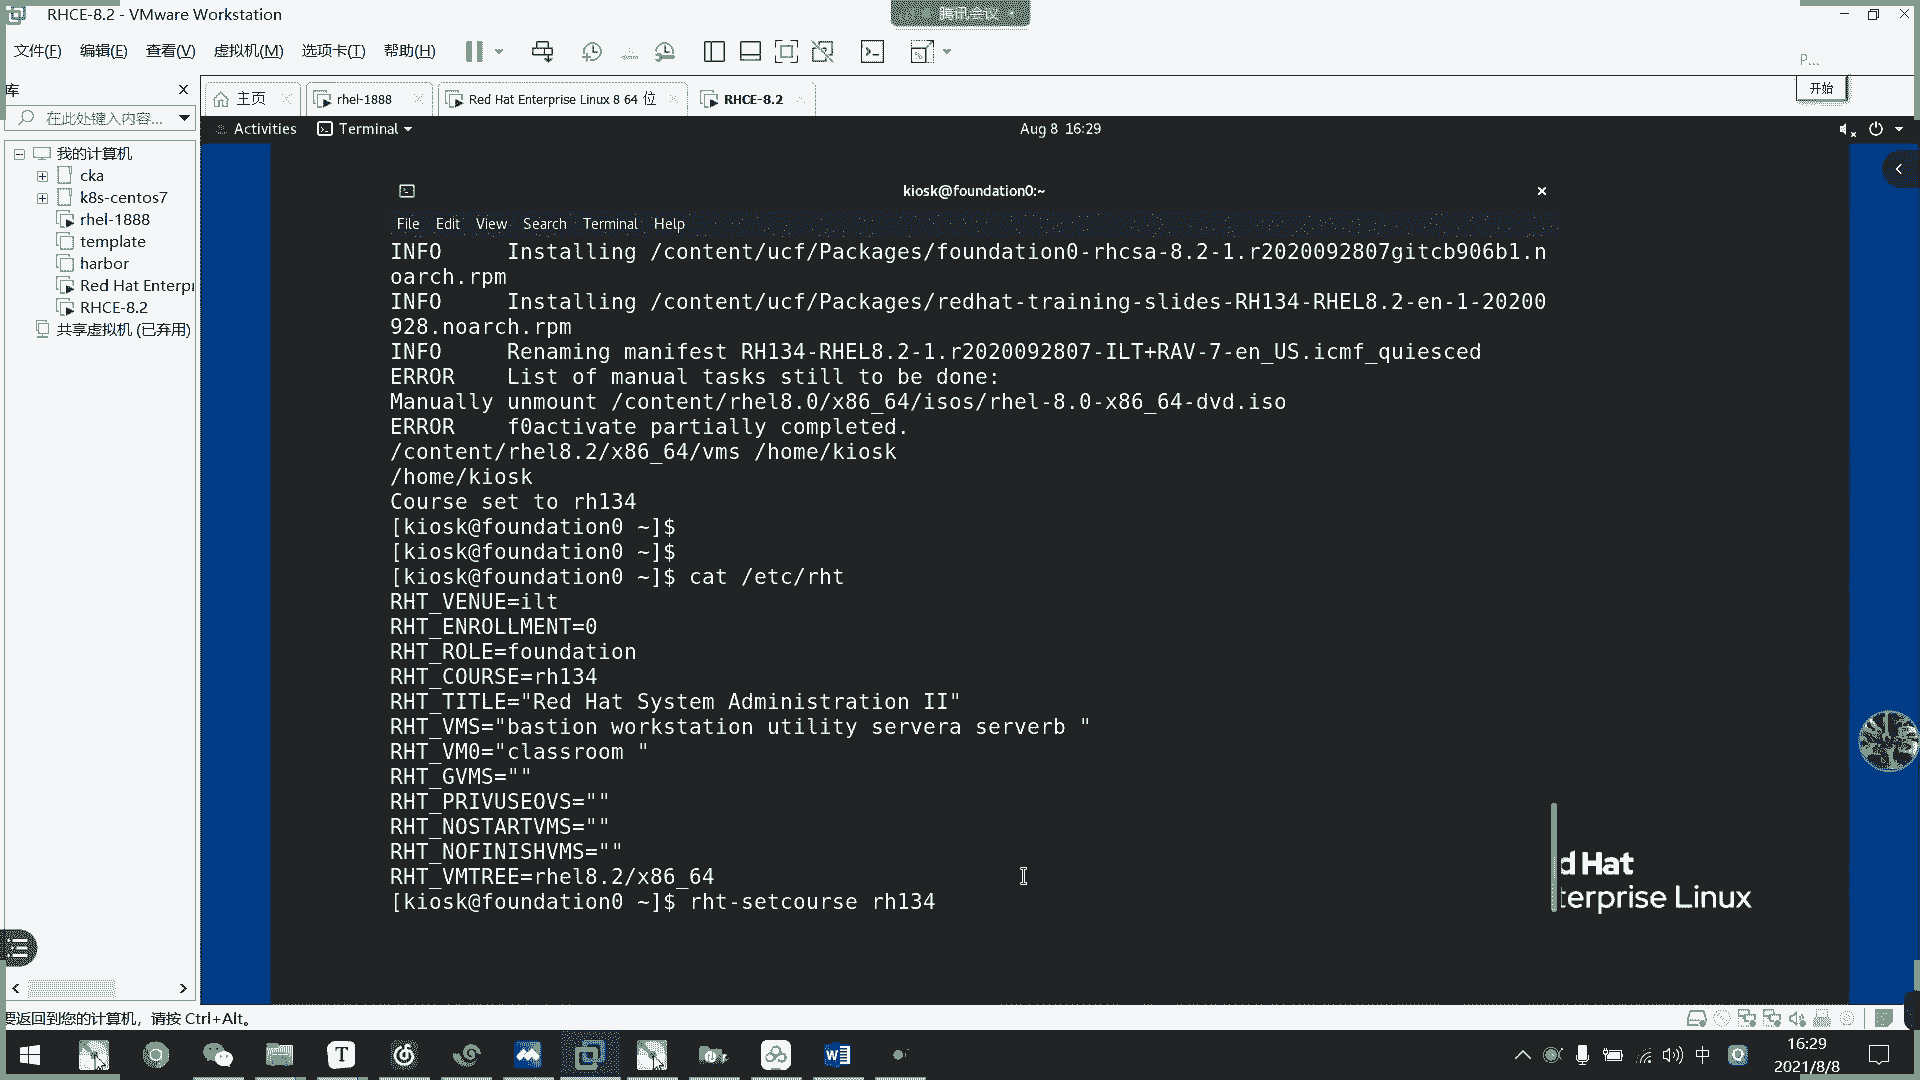 RHCE-8.2 - VMware Workstation
腾讯会议
文件(F) 编辑(E) 查看(V) 虚拟机(M) 选项卡(T) 帮助(H)
P...
开始
库
在此处键入内容...
主页
rhel-1888
Red Hat Enterprise Linux 8 64 位
RHCE-8.2
我的计算机
cka
k8s-centos7
rhel-1888
template
harbor
Red Hat Enterpr
RHCE-8.2
共享虚拟机 (已弃用)
Activities
Terminal
Aug 8 16:29
kiosk@foundation0:~
File Edit View Search Terminal Help
INFO Installing /content/ucf/Packages/foundation0-rhcsa-8.2-1.r2020092807gitcb906b1.n
oarch.rpm
INFO Installing /content/ucf/Packages/redhat-training-slides-RH134-RHEL8.2-en-1-20200
928.noarch.rpm
INFO Renaming manifest RH134-RHEL8.2-1.r2020092807-ILT+RAV-7-en_US.icmf_quiesced
ERROR List of manual tasks still to be done:
Manually unmount /content/rhel8.0/x86_64/isos/rhel-8.0-x86_64-dvd.iso
ERROR f0activate partially completed.
/content/rhel8.2/x86_64/vms /home/kiosk
/home/kiosk
Course set to rh134
[kiosk@foundation0 ~]$
[kiosk@foundation0 ~]$
[kiosk@foundation0 ~]$ cat /etc/rht
RHT_VENUE=ilt
RHT_ENROLLMENT=0
RHT_ROLE=foundation
RHT_COURSE=rh134
RHT_TITLE="Red Hat System Administration II"
RHT_VMS="bastion workstation utility servera serverb "
RHT_VM0="classroom "
RHT_GVMS=""
RHT_PRIVUSEOVS=""
RHT_NOSTARTVMS=""
RHT_NOFINISHVMS=""
RHT_VMTREE=rhel8.2/x86_64
[kiosk@foundation0 ~]$ rht-setcourse rh134
d Hat
terprise Linux
要返回到您的计算机，请按 Ctrl+Alt。
中
16:29
2021/8/8